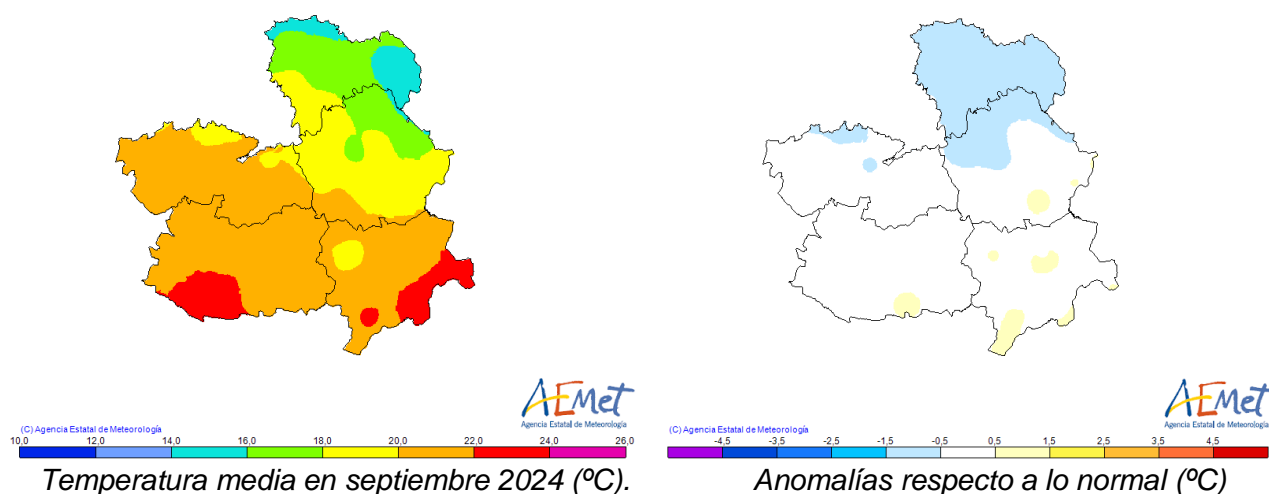 AEmet
Agencia Estatal de Meteorología
(C) Agencia Estatal de Meteorología
10,0 12,0 14,0 16,0 18,0 20,0 22,0 24,0 26,0
Temperatura media en septiembre 2024 (ºC).
AEmet
Agencia Estatal de Meteorología
(C) Agencia Estatal de Meteorología
-4,5 -3,5 -2,5 -1,5 -0,5 0,5 1,5 2,5 3,5 4,5
Anomalías respecto a lo normal (ºC)